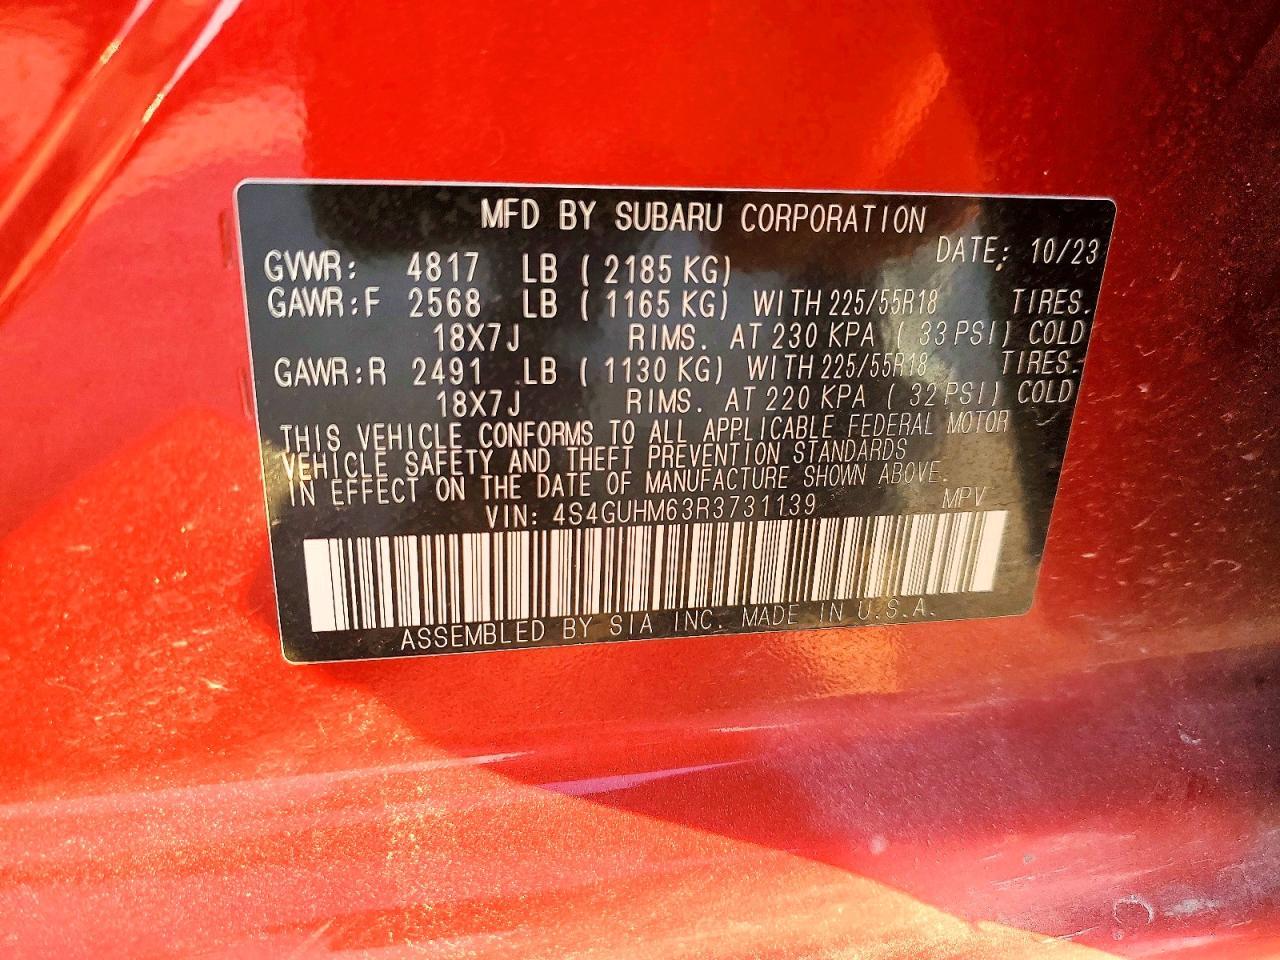 MFD BY SUBARU CORPORATION
DATE: 10/23
GVWR: 4817 LB ( 2185 KG)
GAWR:F 2568 LB ( 1165 KG) WITH 225/55R18 TIRES.
18X7J RIMS. AT 230 KPA ( 33 PSI) COLD
GAWR:R 2491 LB ( 1130 KG) WITH 225/55R18 TIRES.
18X7J RIMS. AT 220 KPA ( 32 PSI) COLD
THIS VEHICLE CONFORMS TO ALL APPLICABLE FEDERAL MOTOR
VEHICLE SAFETY AND THEFT PREVENTION STANDARDS
IN EFFECT ON THE DATE OF MANUFACTURE SHOWN ABOVE.
VIN: 4S4GUHM63R3731139 MPV
ASSEMBLED BY SIA INC. MADE IN U.S.A.